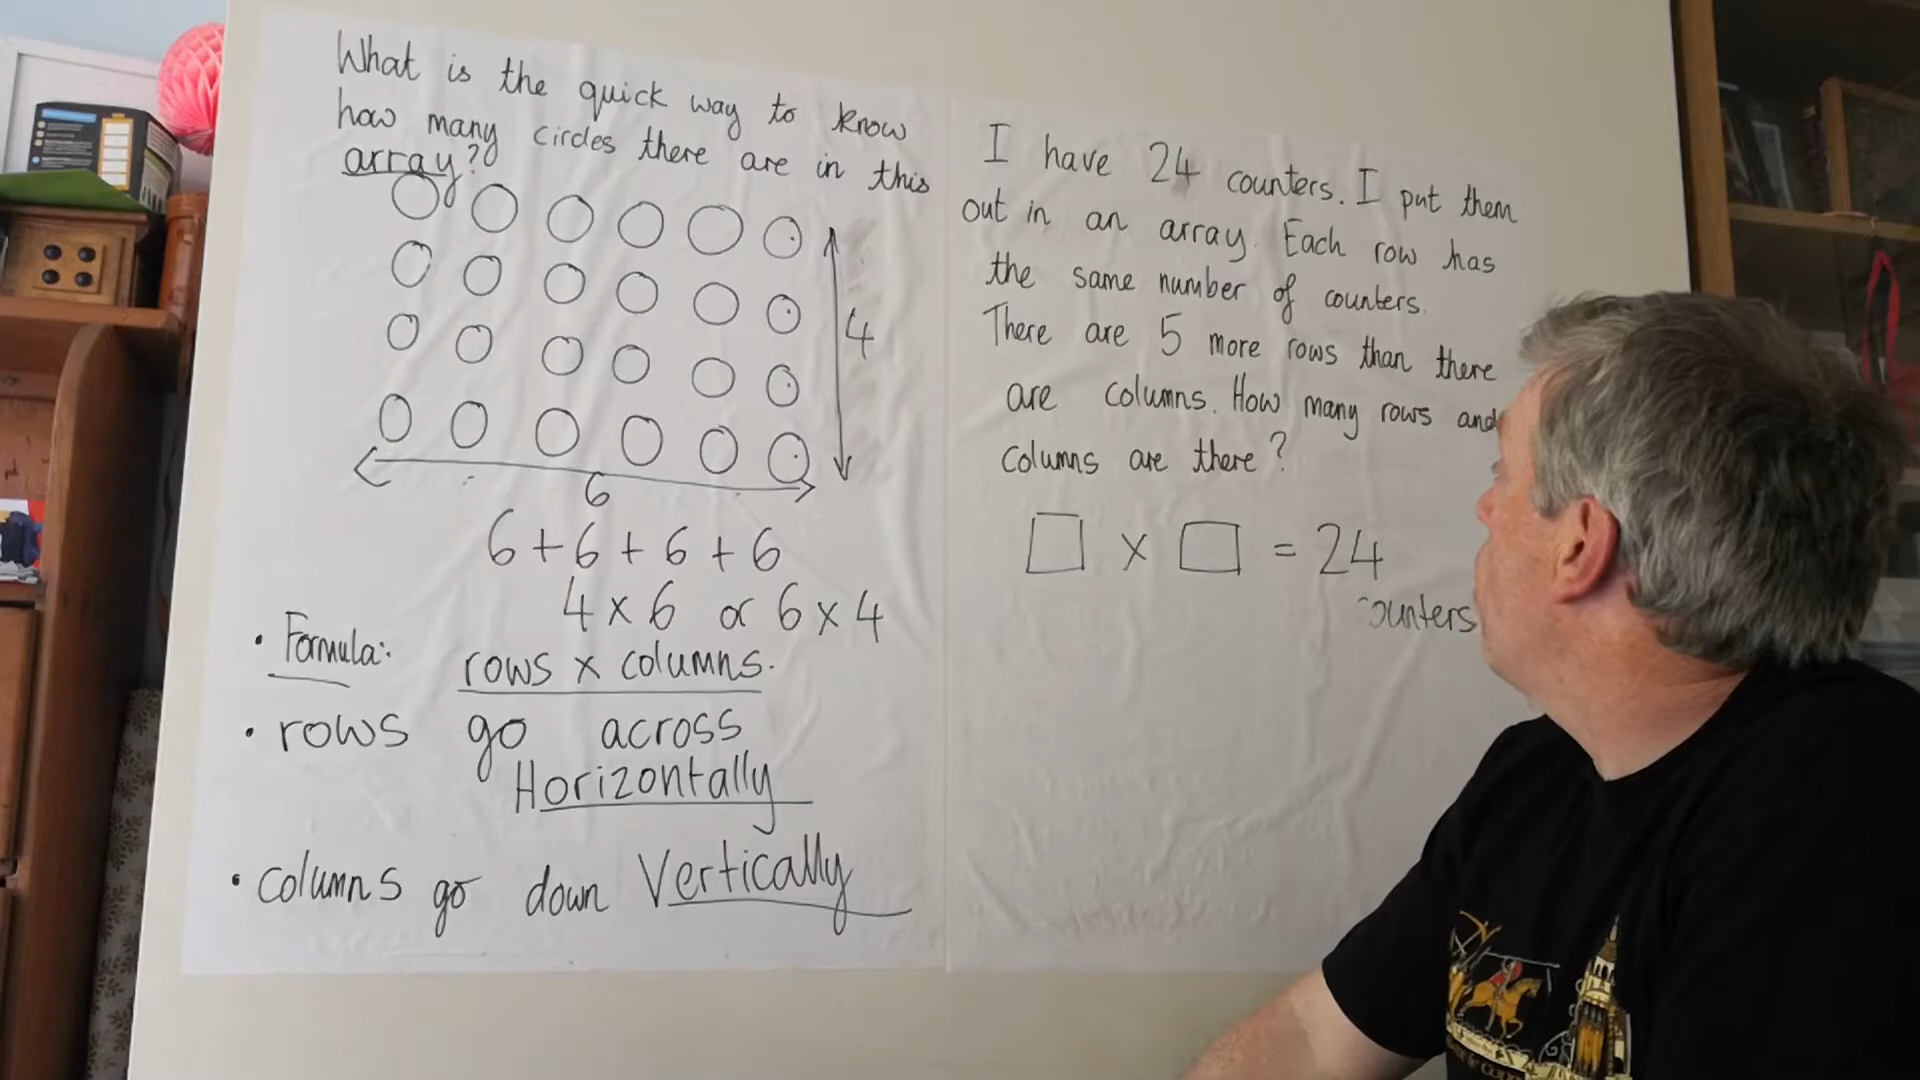 What is the quick way to know
how many circles there are in this
array?
4
6
6 + 6 + 6 + 6
4 x 6 or 6 x 4
• Formula: rows x columns.
• rows go across
Horizontally
• columns go down Vertically
I have 24 counters. I put them
out in an array. Each row has
the same number of counters.
There are 5 more rows than there
are columns. How many rows and
columns are there?
□ x □ = 24
counters